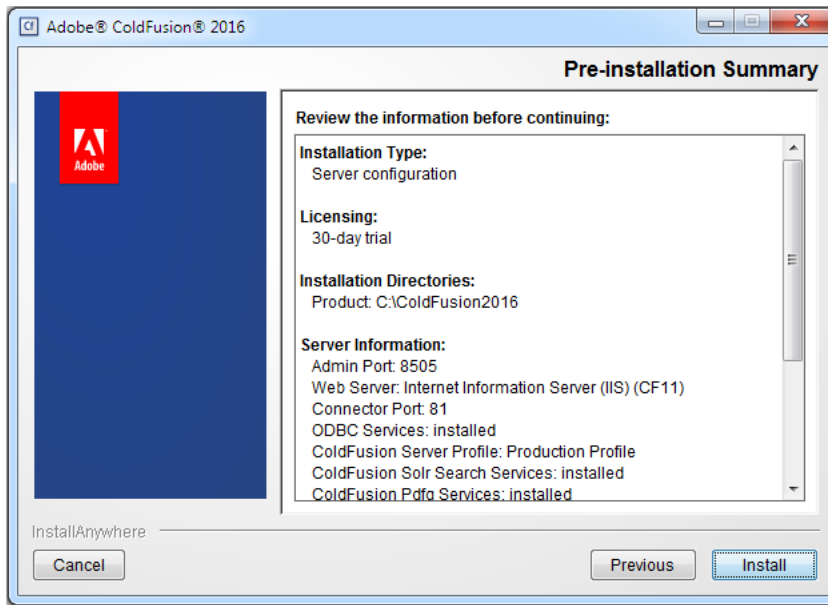 Cf Adobe® ColdFusion® 2016
Pre-installation Summary
Adobe
Review the information before continuing:
Installation Type:
Server configuration
Licensing:
30-day trial
Installation Directories:
Product: C:\ColdFusion2016
Server Information:
Admin Port: 8505
Web Server: Internet Information Server (IIS) (CF11)
Connector Port: 81
ODBC Services: installed
ColdFusion Server Profile: Production Profile
ColdFusion Solr Search Services: installed
ColdFusion Pdfg Services: installed
InstallAnywhere
Cancel
Previous
Install